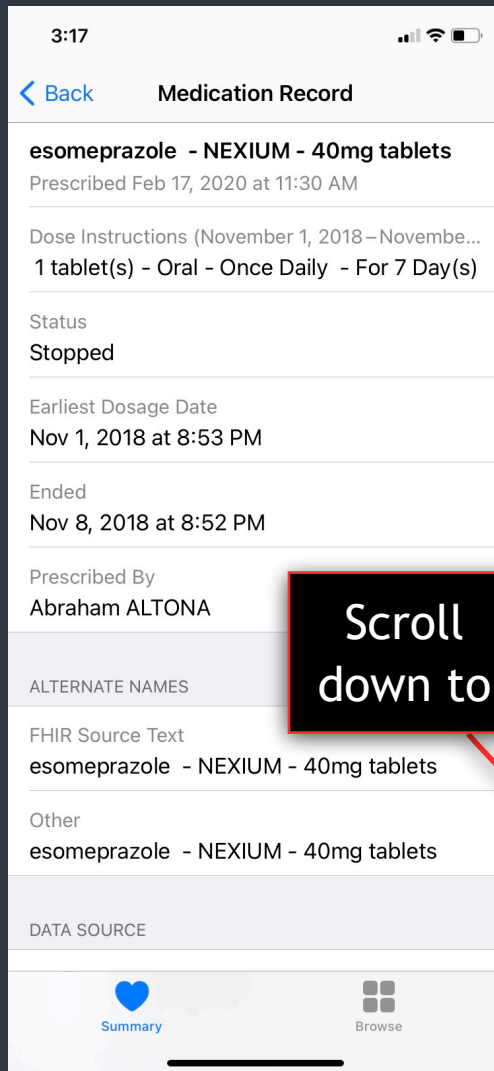 3:17
Back Medication Record
esomeprazole - NEXIUM - 40mg tablets
Prescribed Feb 17, 2020 at 11:30 AM
Dose Instructions (November 1, 2018–Novembe...
1 tablet(s) - Oral - Once Daily - For 7 Day(s)
Status
Stopped
Earliest Dosage Date
Nov 1, 2018 at 8:53 PM
Ended
Nov 8, 2018 at 8:52 PM
Prescribed By
Abraham ALTONA
Scroll
down to
ALTERNATE NAMES
FHIR Source Text
esomeprazole - NEXIUM - 40mg tablets
Other
esomeprazole - NEXIUM - 40mg tablets
DATA SOURCE
Summary Browse